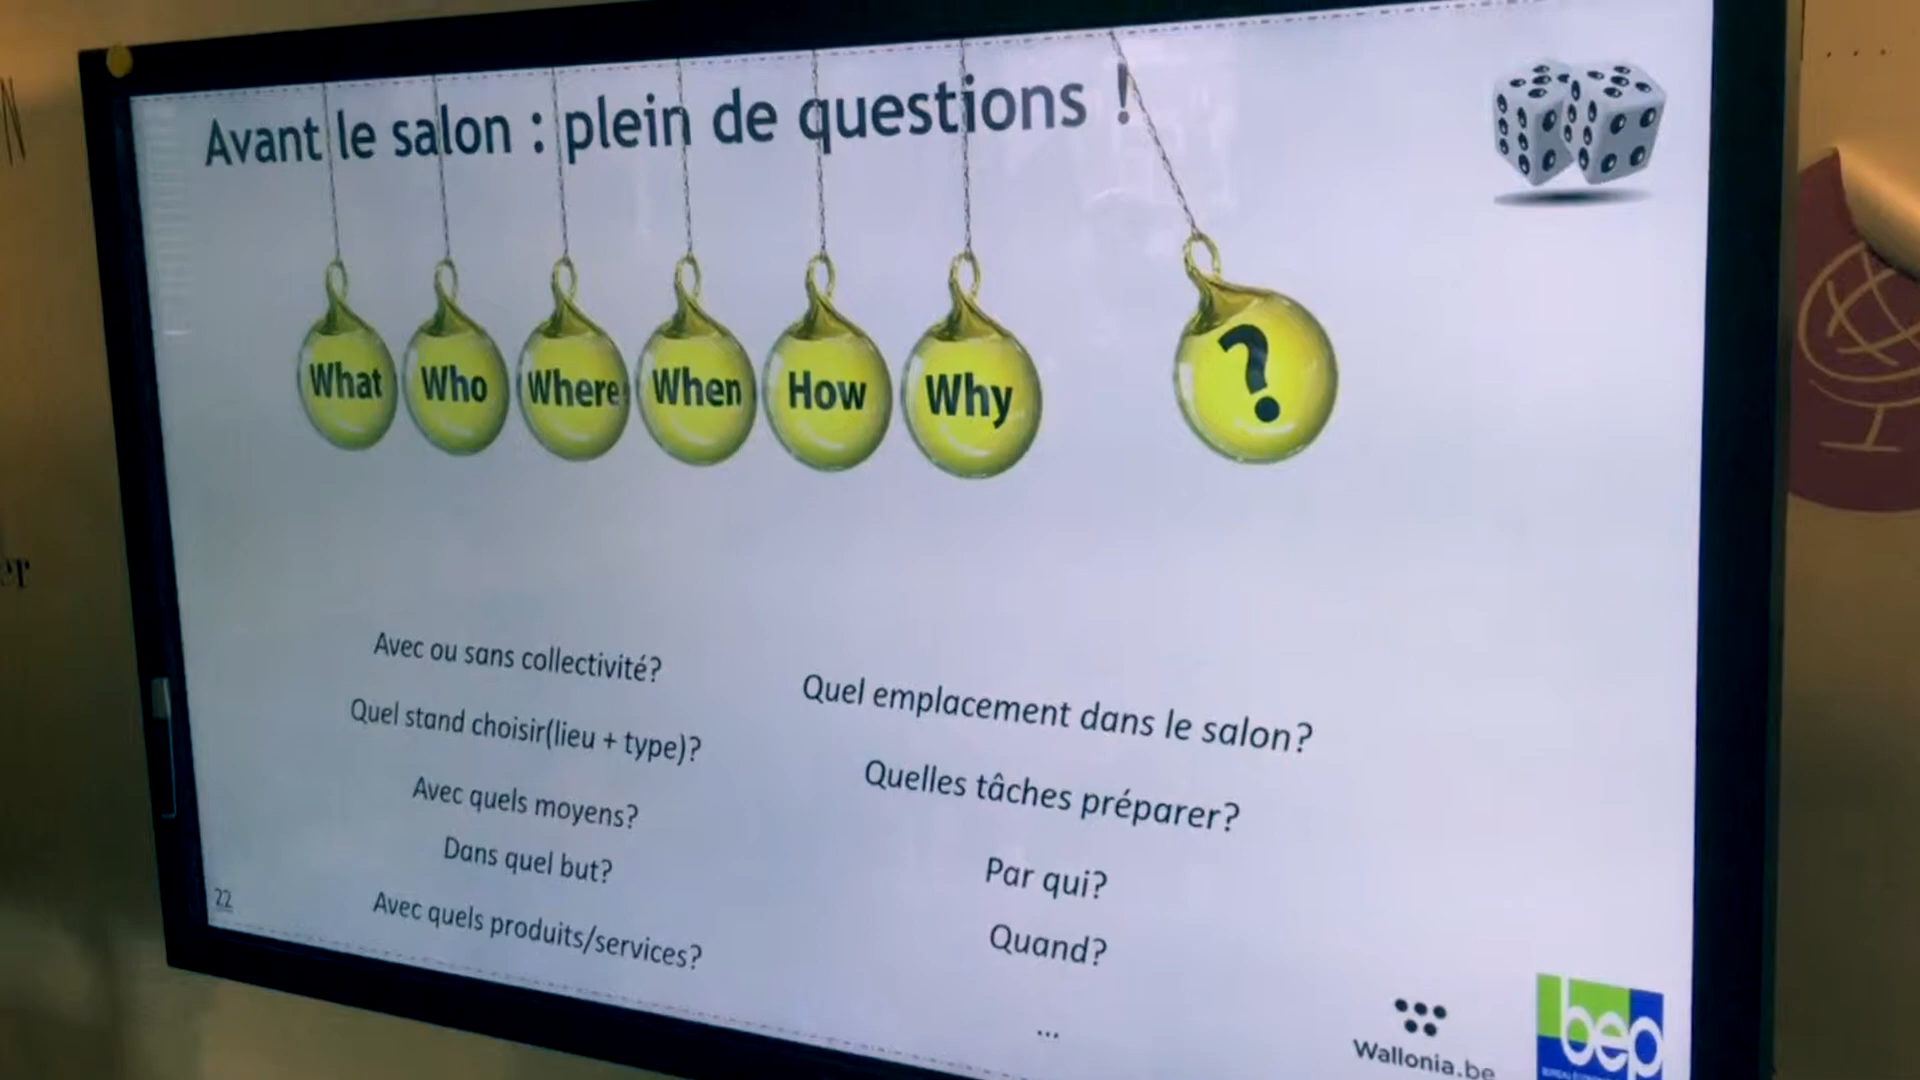 Avant le salon : plein de questions !
What Who Where When How Why ?
Avec ou sans collectivité?
Quel stand choisir(lieu + type)?
Avec quels moyens?
Dans quel but?
Avec quels produits/services?
Quel emplacement dans le salon?
Quelles tâches préparer?
Par qui?
Quand?
...
22
Wallonia.be
bep
er